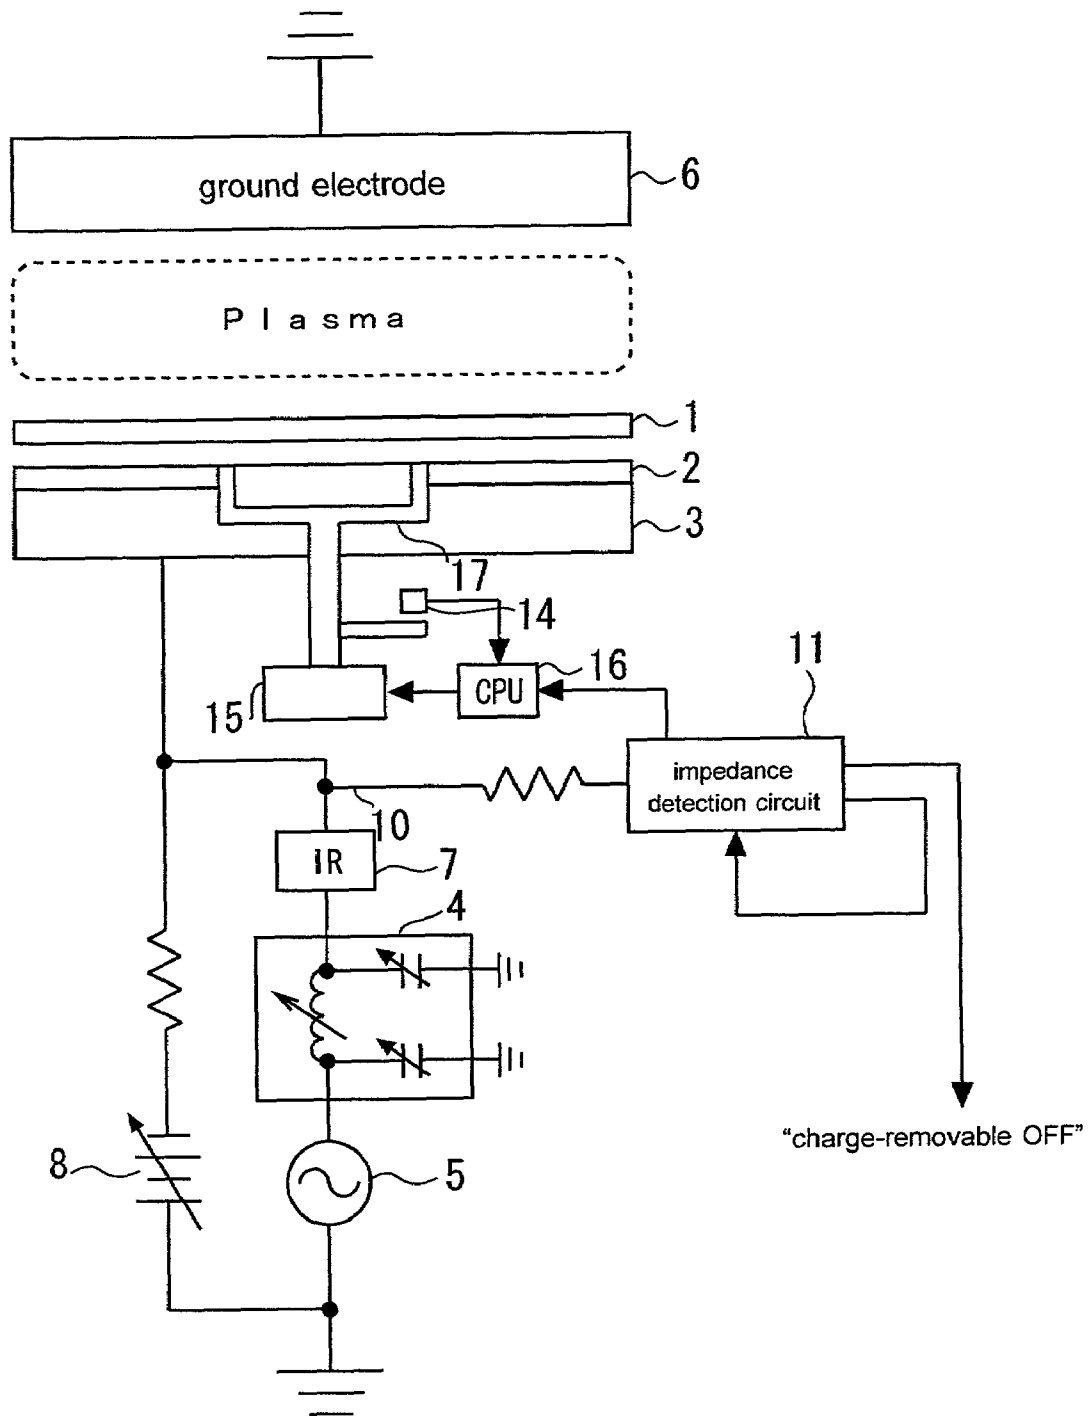 ground electrode
6
Plasma
1
2
3
17
14
16
11
CPU
15
impedance
detection circuit
10
IR
7
4
"charge-removable OFF"
8
5